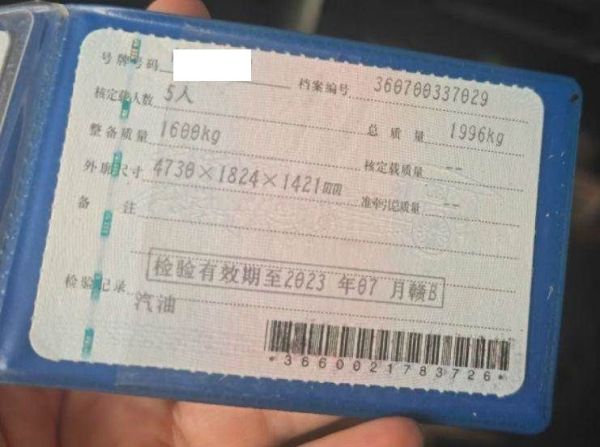 号牌号码 档案编号 360700337029
核定载人数 5人 总质量 1996kg
整备质量 1600kg 核定载质量 --
外廓尺寸 4730×1824×1421mm 准牵引总质量 --
备注
检验有效期至2023 年07 月赣B
检验记录
汽油
*3660021783726*